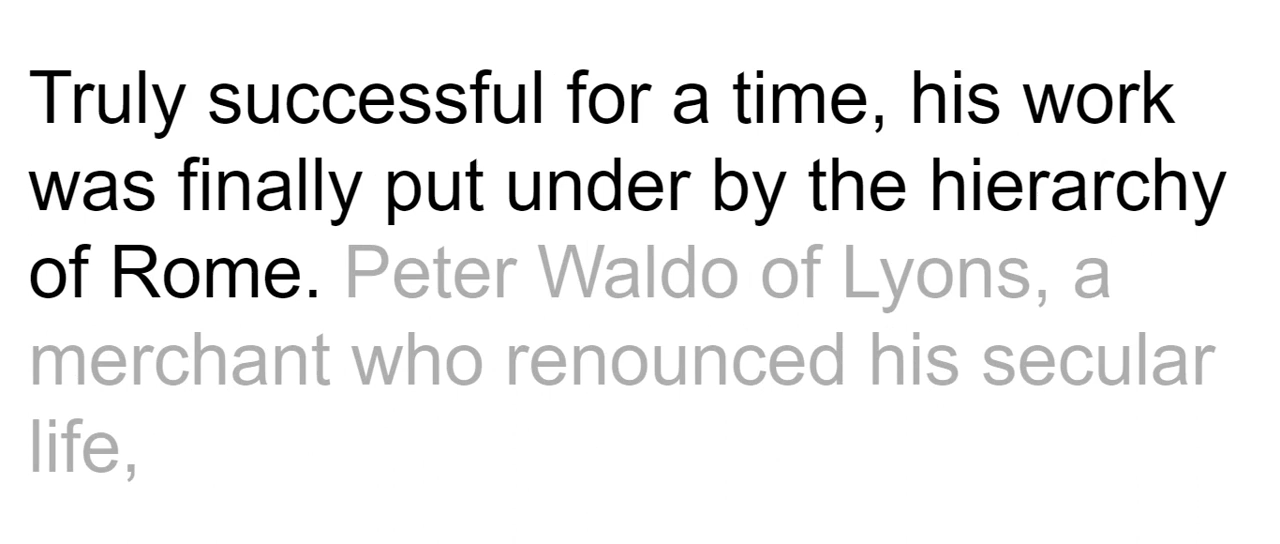 Truly successful for a time, his work
was finally put under by the hierarchy
of Rome. Peter Waldo of Lyons, a
merchant who renounced his secular
life,